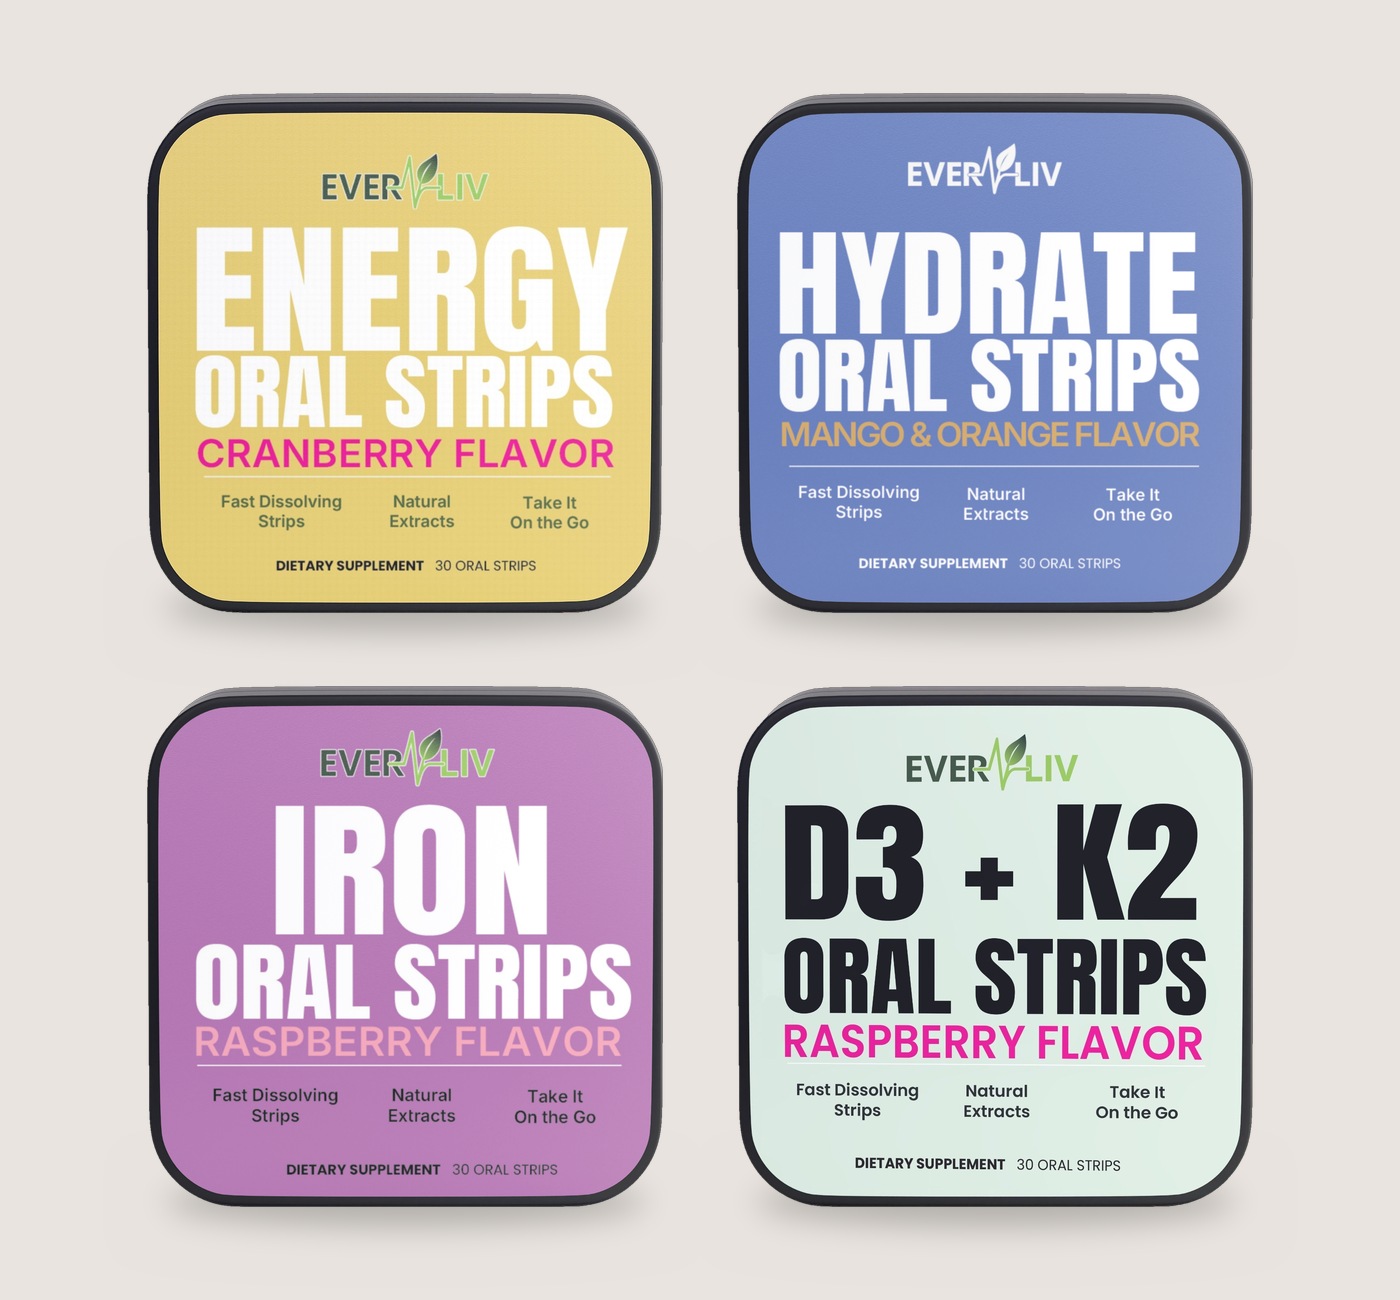 EVERLIV
ENERGY
ORAL STRIPS
CRANBERRY FLAVOR
Fast Dissolving
Strips
Natural
Extracts
Take It
On the Go
DIETARY SUPPLEMENT 30 ORAL STRIPS
EVERLIV
HYDRATE
ORAL STRIPS
MANGO & ORANGE FLAVOR
Fast Dissolving
Strips
Natural
Extracts
Take It
On the Go
DIETARY SUPPLEMENT 30 ORAL STRIPS
EVERLIV
IRON
ORAL STRIPS
RASPBERRY FLAVOR
Fast Dissolving
Strips
Natural
Extracts
Take It
On the Go
DIETARY SUPPLEMENT 30 ORAL STRIPS
EVERLIV
D3 + K2
ORAL STRIPS
RASPBERRY FLAVOR
Fast Dissolving
Strips
Natural
Extracts
Take It
On the Go
DIETARY SUPPLEMENT 30 ORAL STRIPS